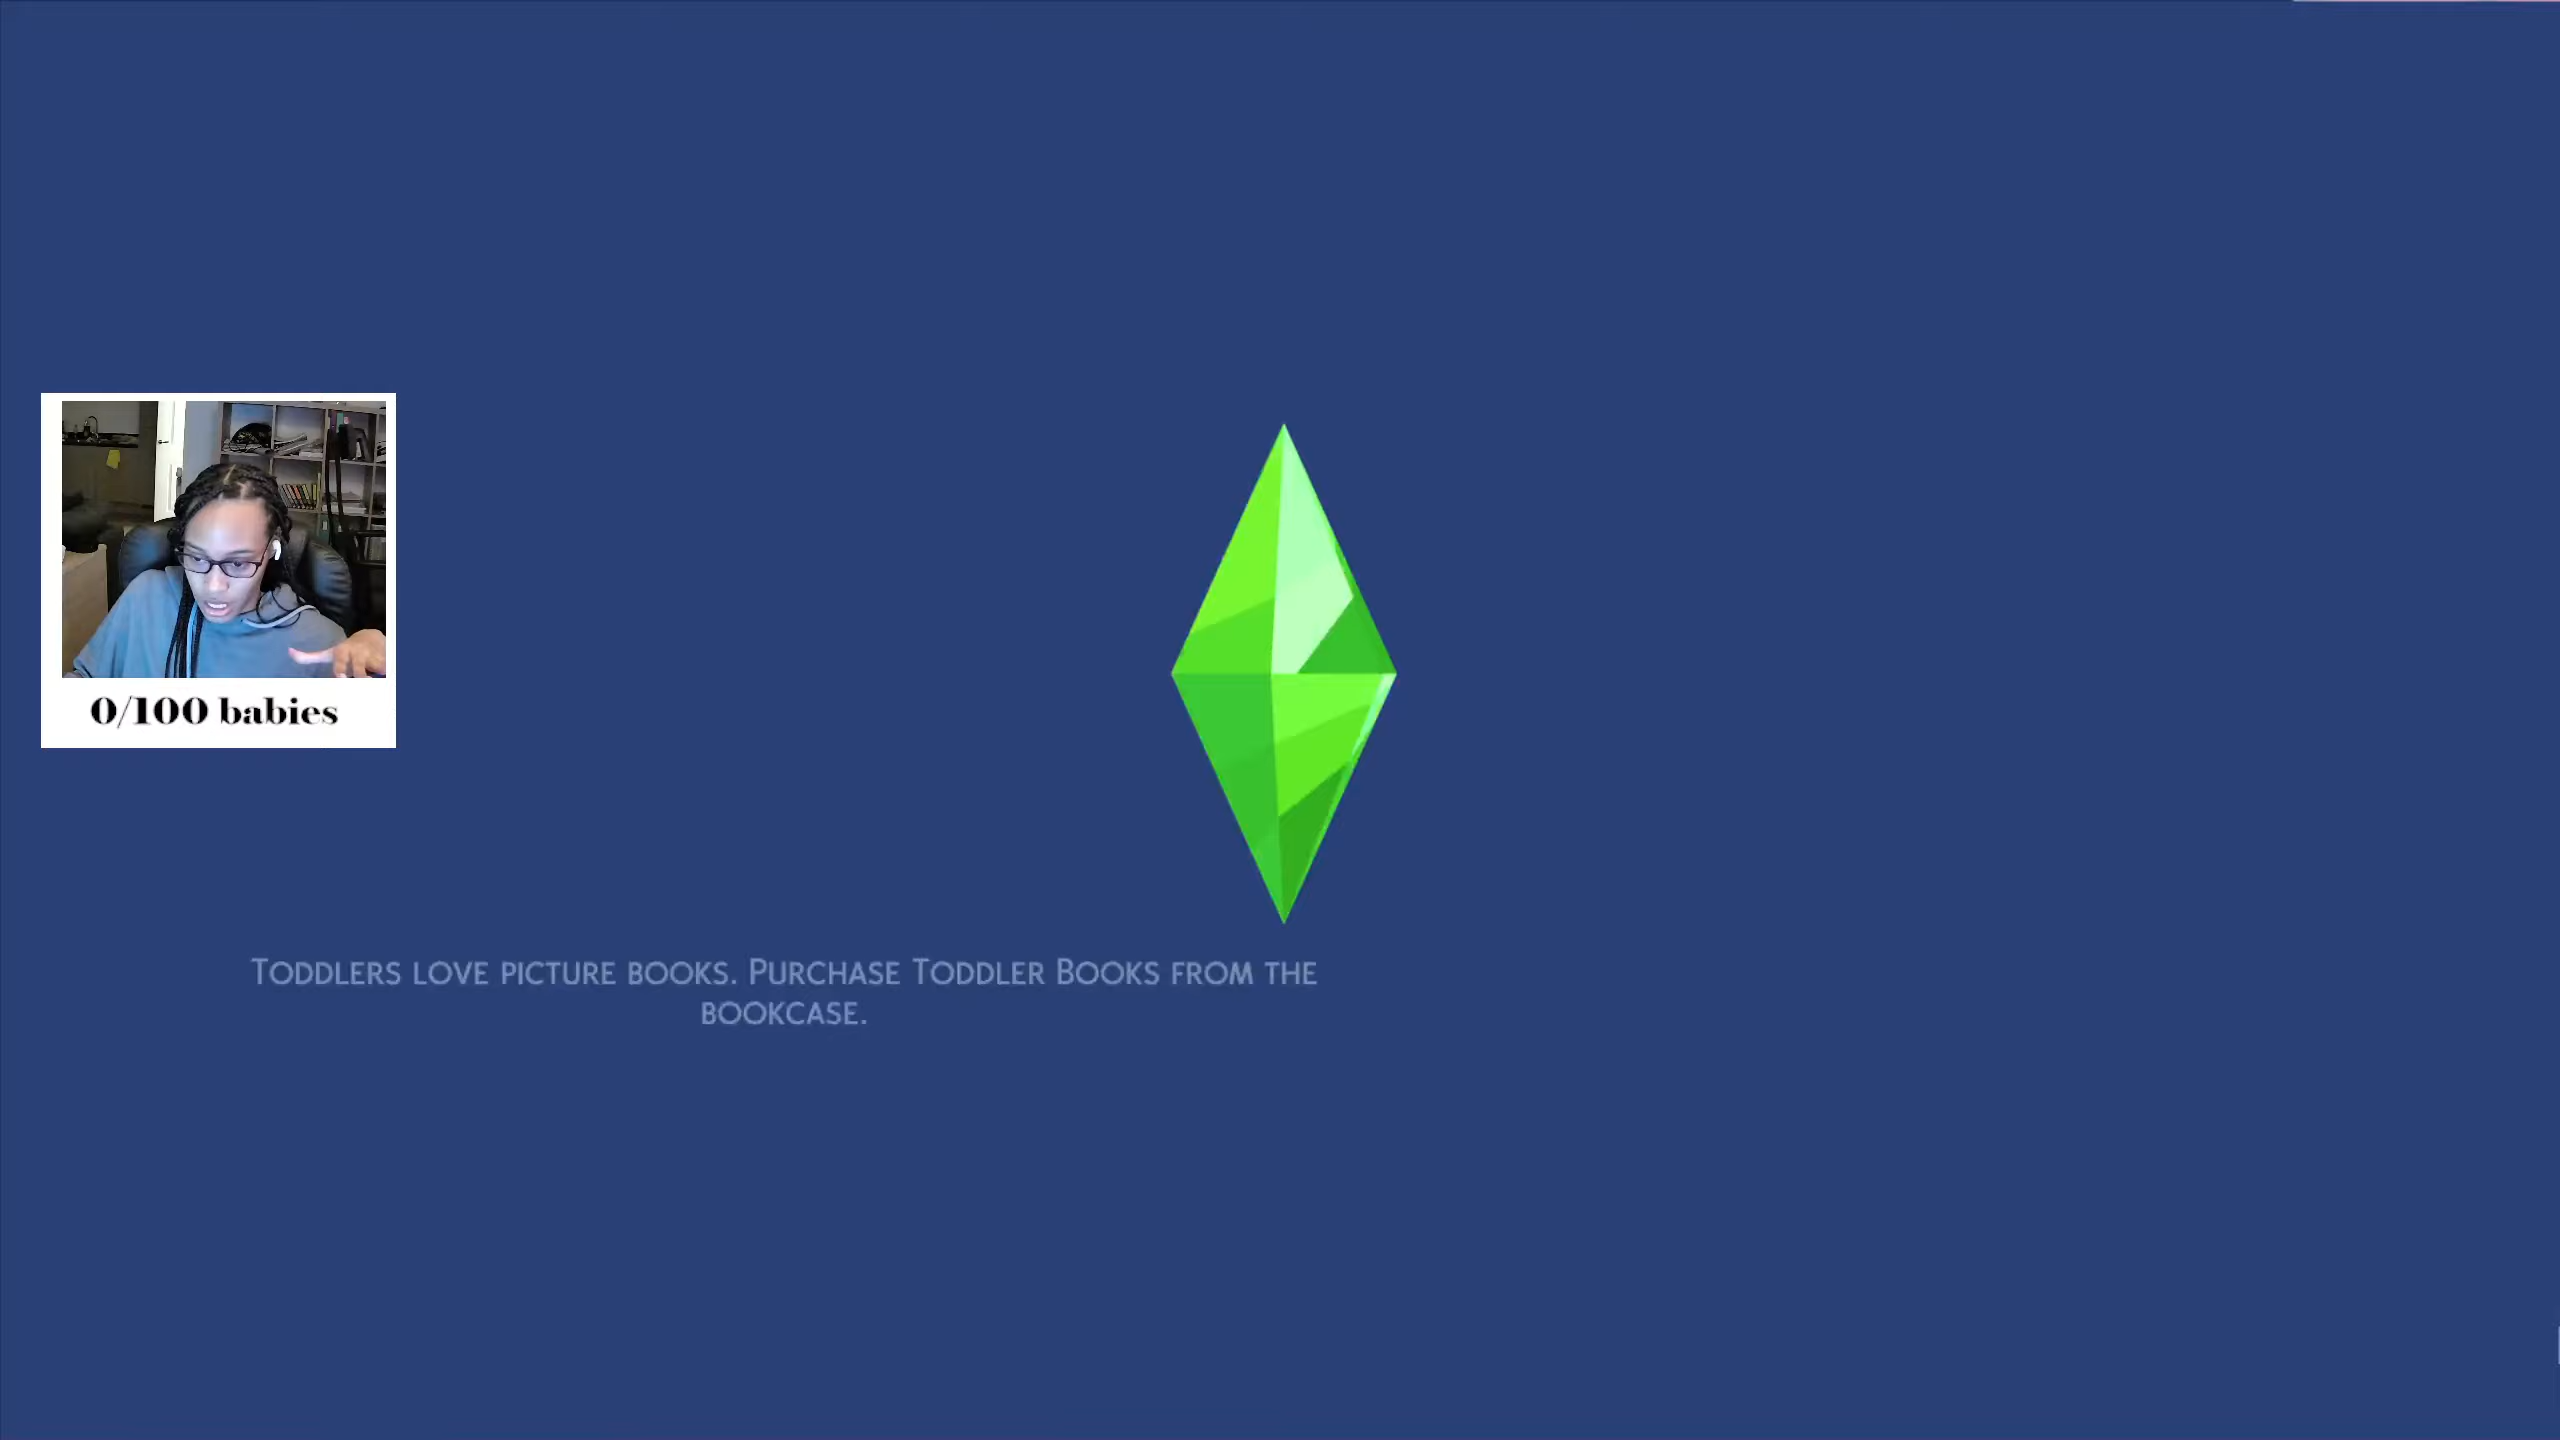 0/100 babies
Toddlers love picture books. Purchase Toddler Books from the
bookcase.